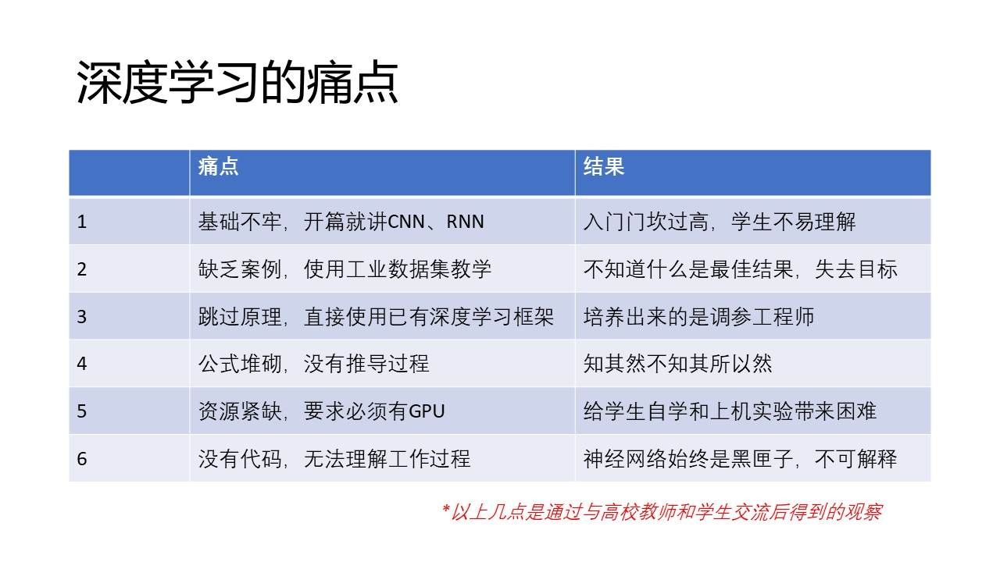 深度学习的痛点
痛点 结果
1 基础不牢，开篇就讲CNN、RNN 入门门坎过高，学生不易理解
2 缺乏案例，使用工业数据集教学 不知道什么是最佳结果，失去目标
3 跳过原理，直接使用已有深度学习框架 培养出来的是调参工程师
4 公式堆砌，没有推导过程 知其然不知其所以然
5 资源紧缺，要求必须有GPU 给学生自学和上机实验带来困难
6 没有代码，无法理解工作过程 神经网络始终是黑匣子，不可解释
*以上几点是通过与高校教师和学生交流后得到的观察